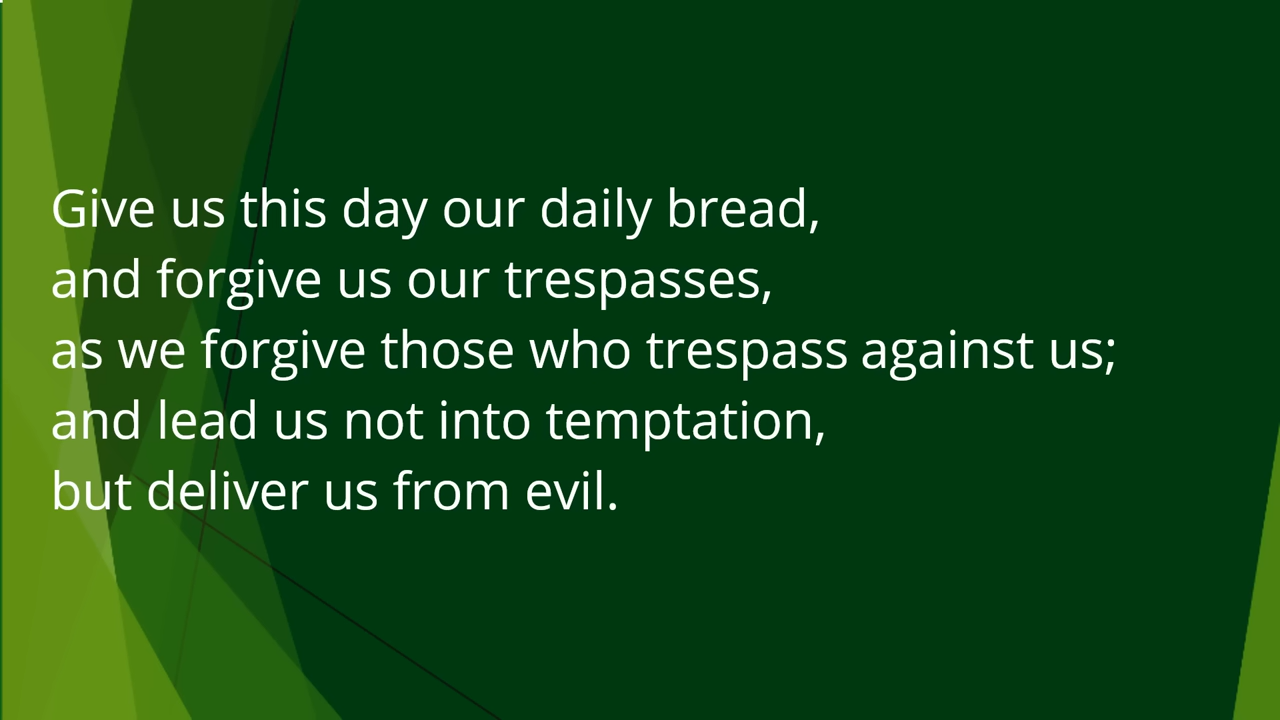 Give us this day our daily bread,
and forgive us our trespasses,
as we forgive those who trespass against us;
and lead us not into temptation,
but deliver us from evil.